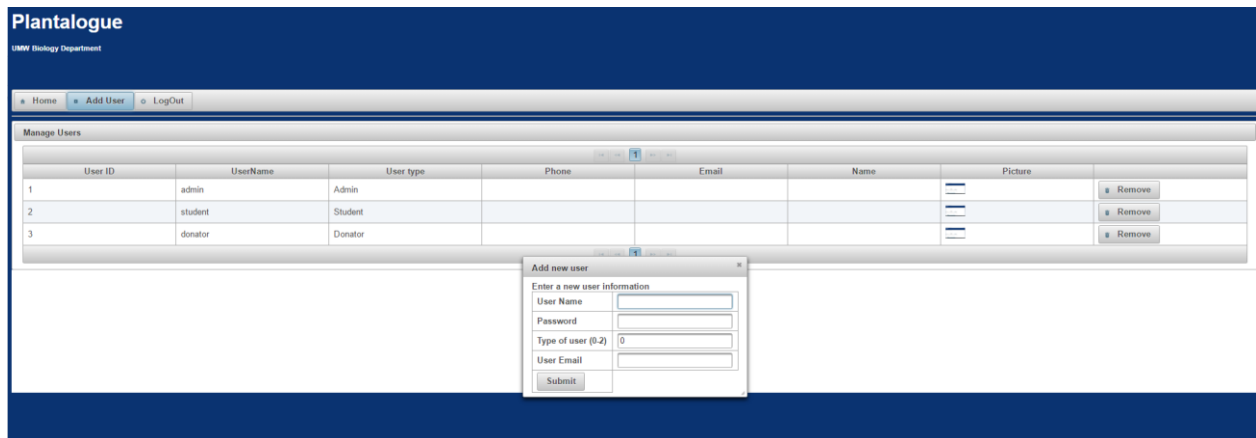 Plantalogue
UMW Biology Department
Home Add User LogOut
Manage Users
1
User ID UserName User type Phone Email Name Picture
1 admin Admin Remove
2 student Student Remove
3 donator Donator Remove
1
Add new user
Enter a new user information
User Name
Password
Type of user (0-2) 0
User Email
Submit